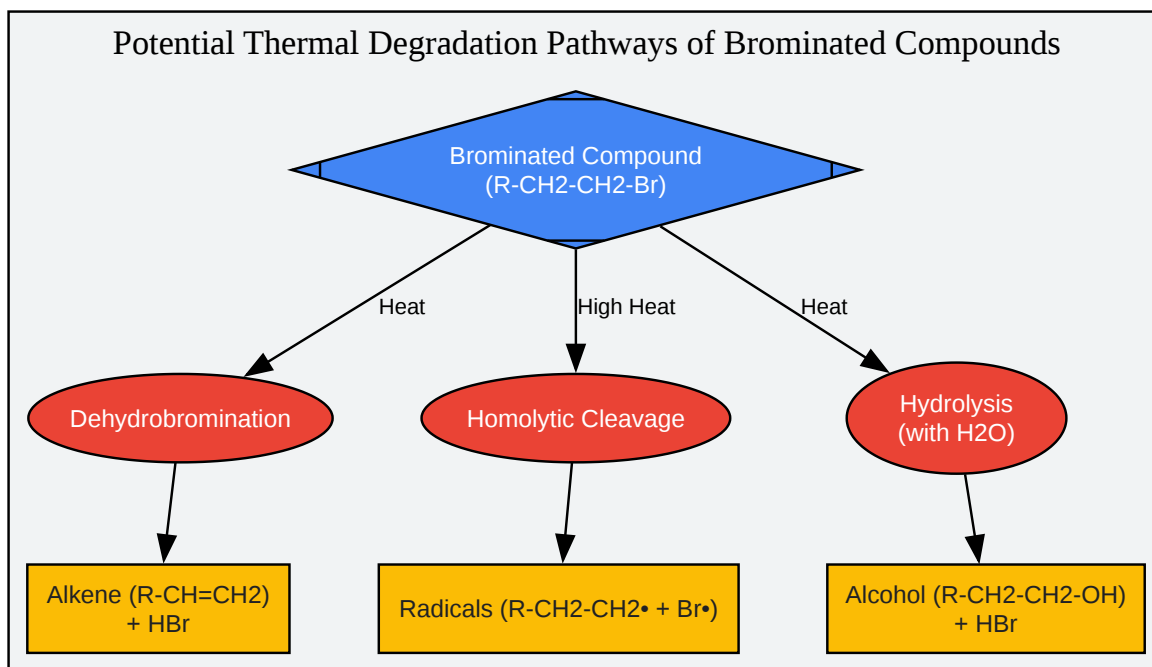 Potential Thermal Degradation Pathways of Brominated Compounds
Brominated Compound
(R-CH2-CH2-Br)
Heat
High Heat
Heat
Dehydrobromination
Homolytic Cleavage
Hydrolysis
(with H2O)
Alkene (R-CH=CH2)
+ HBr
Radicals (R-CH2-CH2• + Br•)
Alcohol (R-CH2-CH2-OH)
+ HBr